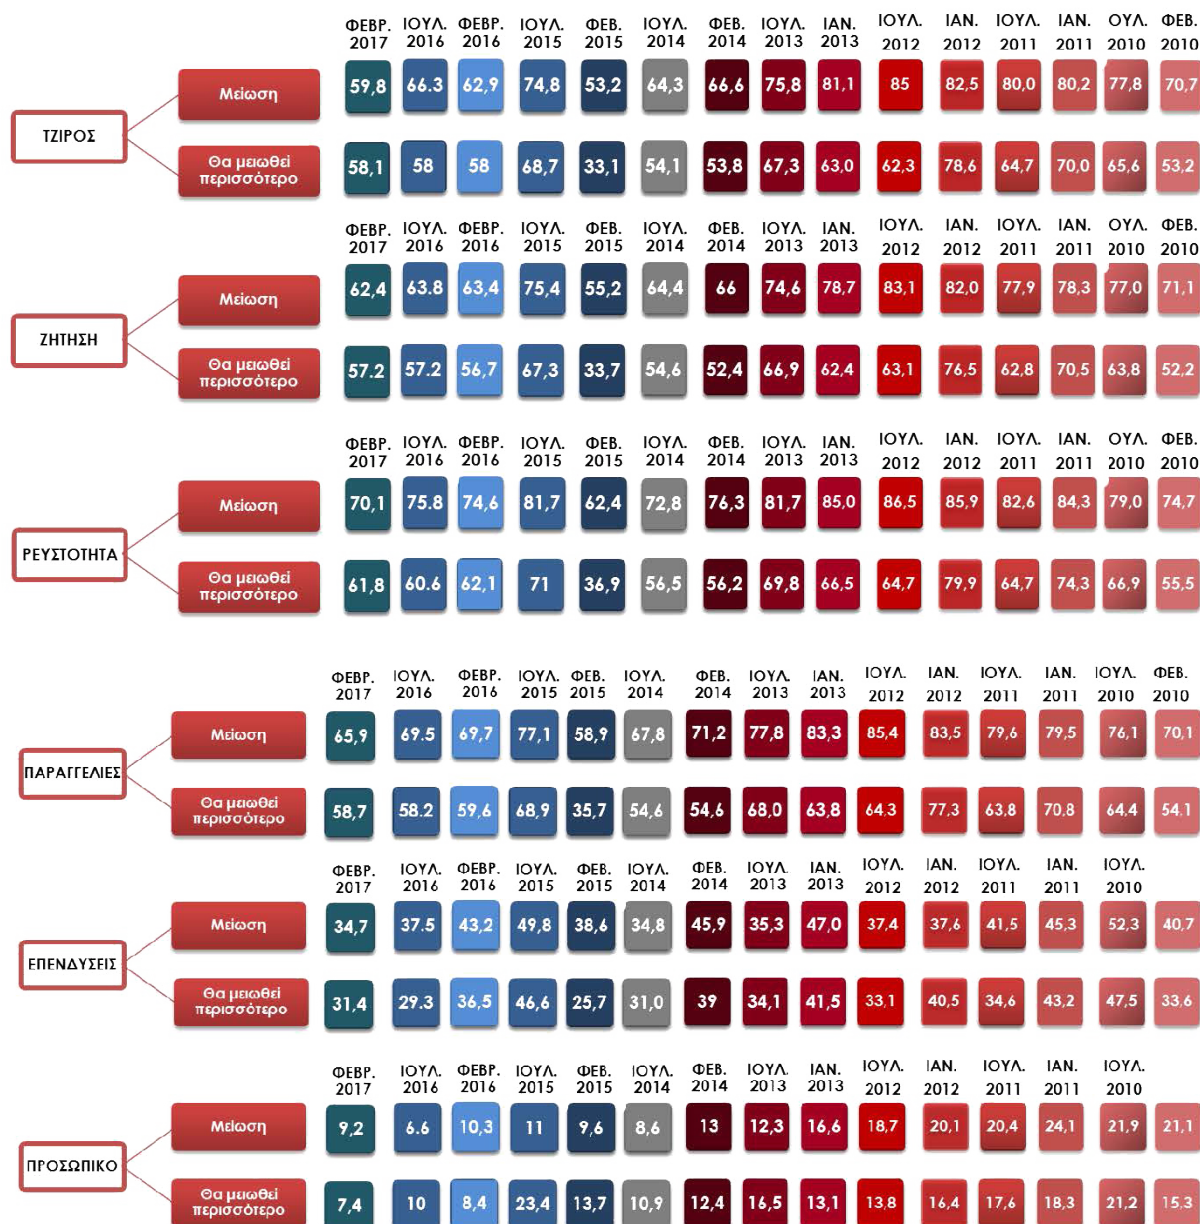 ΦΕΒΡ. ΙΟΥΛ. ΦΕΒΡ. ΙΟΥΛ. ΦΕΒ. ΙΟΥΛ. ΦΕΒ. ΙΟΥΛ. ΙΑΝ. ΙΟΥΛ. ΙΑΝ. ΙΟΥΛ. ΙΑΝ. ΟΥΛ. ΦΕΒ.
2017 2016 2016 2015 2015 2014 2014 2013 2013 2012 2012 2011 2011 2010 2010
Μείωση 59,8 66.3 62,9 74,8 53,2 64,3 66,6 75,8 81,1 85 82,5 80,0 80,2 77,8 70,7
ΤΖΙΡΟΣ
Θα μειωθεί
περισσότερο
58,1 58 58 68,7 33,1 54,1 53,8 67,3 63,0 62,3 78,6 64,7 70,0 65,6 53,2
ΦΕΒΡ. ΙΟΥΛ. ΦΕΒΡ. ΙΟΥΛ. ΦΕΒ. ΙΟΥΛ. ΦΕΒ. ΙΟΥΛ. ΙΑΝ. ΙΟΥΛ. ΙΑΝ. ΙΟΥΛ. ΙΑΝ. ΟΥΛ. ΦΕΒ.
2017 2016 2016 2015 2015 2014 2014 2013 2013 2012 2012 2011 2011 2010 2010
Μείωση 62,4 63.8 63,4 75,4 55,2 64,4 66 74,6 78,7 83,1 82,0 77,9 78,3 77,0 71,1
ΖΗΤΗΣΗ
Θα μειωθεί
περισσότερο
57.2 57.2 56,7 67,3 33,7 54,6 52,4 66,9 62,4 63,1 76,5 62,8 70,5 63,8 52,2
ΦΕΒΡ. ΙΟΥΛ. ΦΕΒΡ. ΙΟΥΛ. ΦΕΒ. ΙΟΥΛ. ΦΕΒ. ΙΟΥΛ. ΙΑΝ. ΙΟΥΛ. ΙΑΝ. ΙΟΥΛ. ΙΑΝ. ΟΥΛ. ΦΕΒ.
2017 2016 2016 2015 2015 2014 2014 2013 2013 2012 2012 2011 2011 2010 2010
Μείωση 70,1 75.8 74,6 81,7 62,4 72,8 76,3 81,7 85,0 86,5 85,9 82,6 84,3 79,0 74,7
ΡΕΥΣΤΟΤΗΤΑ
Θα μειωθεί
περισσότερο
61,8 60.6 62,1 71 36,9 56,5 56,2 69,8 66,5 64,7 79,9 64,7 74,3 66,9 55,5
ΦΕΒΡ. ΙΟΥΛ. ΦΕΒΡ. ΙΟΥΛ. ΦΕΒ. ΙΟΥΛ. ΦΕΒ. ΙΟΥΛ. ΙΑΝ. ΙΟΥΛ. ΙΑΝ. ΙΟΥΛ. ΙΑΝ. ΙΟΥΛ. ΦΕΒ.
2017 2016 2016 2015 2015 2014 2014 2013 2013 2012 2012 2011 2011 2010 2010
Μείωση 65,9 69.5 69,7 77,1 58,9 67,8 71,2 77,8 83,3 85,4 83,5 79,6 79,5 76,1 70,1
ΠΑΡΑΓΓΕΛΙΕΣ
Θα μειωθεί
περισσότερο
58,7 58.2 59,6 68,9 35,7 54,6 54,6 68,0 63,8 64,3 77,3 63,8 70,8 64,4 54,1
ΦΕΒΡ. ΙΟΥΛ. ΦΕΒΡ. ΙΟΥΛ. ΦΕΒ. ΙΟΥΛ. ΦΕΒ. ΙΟΥΛ. ΙΑΝ. ΙΟΥΛ. ΙΑΝ. ΙΟΥΛ. ΙΑΝ. ΙΟΥΛ.
2017 2016 2016 2015 2015 2014 2014 2013 2013 2012 2012 2011 2011 2010
Μείωση 34,7 37.5 43,2 49,8 38,6 34,8 45,9 35,3 47,0 37,4 37,6 41,5 45,3 52,3 40,7
ΕΠΕΝΔΥΣΕΙΣ
Θα μειωθεί
περισσότερο
31,4 29.3 36,5 46,6 25,7 31,0 39 34,1 41,5 33,1 40,5 34,6 43,2 47,5 33,6
ΦΕΒΡ. ΙΟΥΛ. ΦΕΒΡ. ΙΟΥΛ. ΦΕΒ. ΙΟΥΛ. ΦΕΒ. ΙΟΥΛ. ΙΑΝ. ΙΟΥΛ. ΙΑΝ. ΙΟΥΛ. ΙΑΝ. ΙΟΥΛ.
2017 2016 2016 2015 2015 2014 2014 2013 2013 2012 2012 2011 2011 2010
Μείωση 9,2 6.6 10,3 11 9,6 8,6 13 12,3 16,6 18,7 20,1 20,4 24,1 21,9 21,1
ΠΡΟΣΩΠΙΚΟ
Θα μειωθεί
περισσότερο
7,4 10 8,4 23,4 13,7 10,9 12,4 16,5 13,1 13,8 16,4 17,6 18,3 21,2 15,3